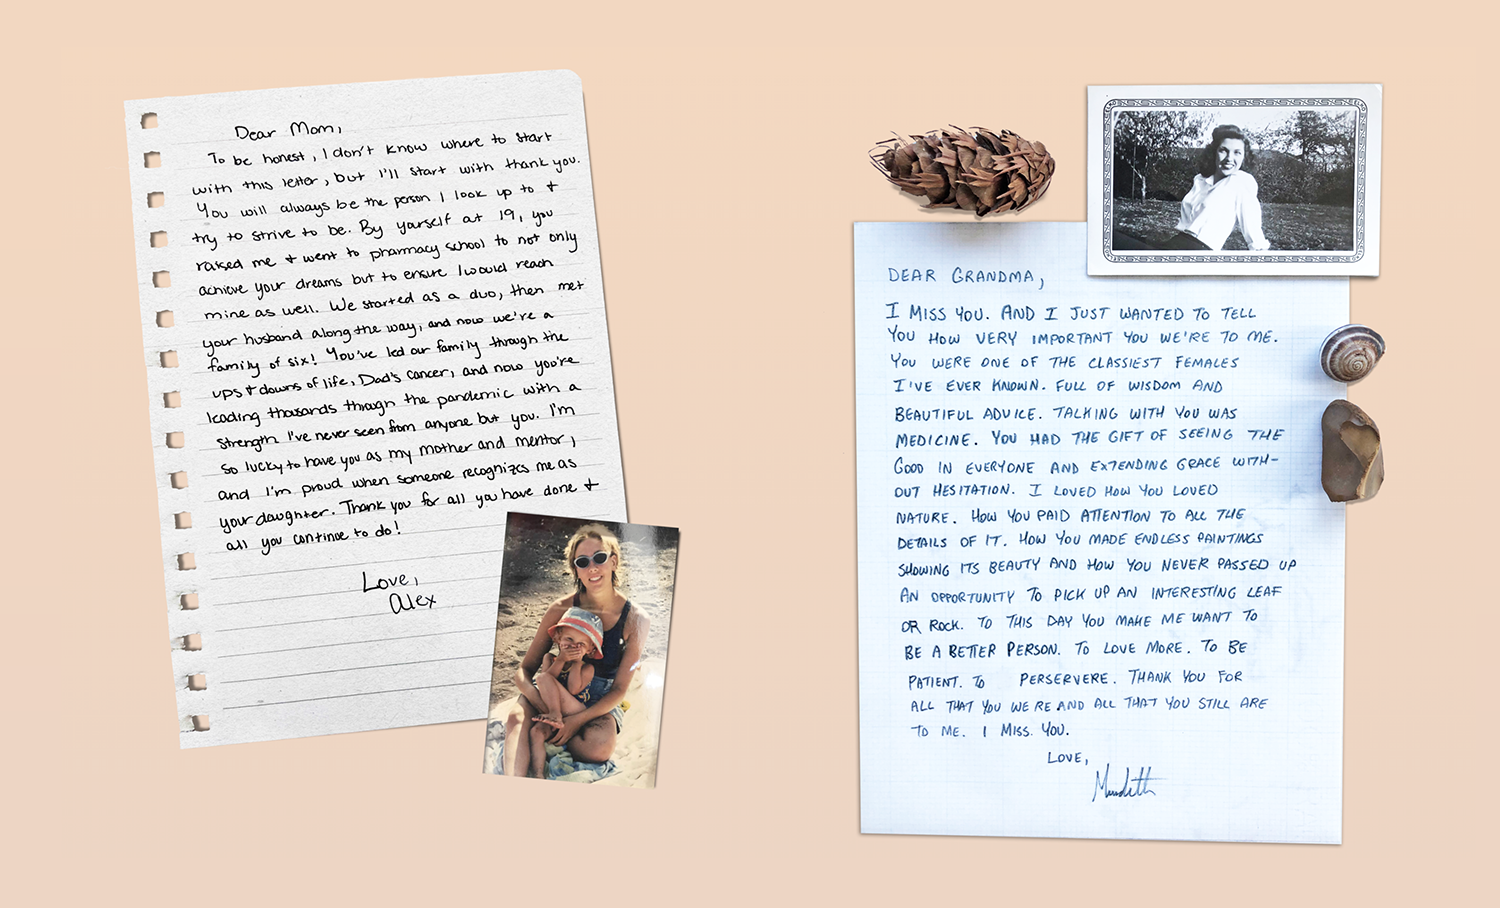 Dear Mom,
To be honest, I don't know where to start
with this letter, but I'll start with thank you.
You will always be the person I look up to &
try to strive to be. By yourself at 19, you
raised me & went to pharmacy school to not only
achieve your dreams but to ensure I would reach
mine as well. We started as a duo, then met
your husband along the way, and now we're a
family of six! You've led our family through the
ups & downs of life, Dad's cancer, and now you're
leading thousands through the pandemic with a
strength I've never seen from anyone but you. I'm
so lucky to have you as my mother and mentor,
and I'm proud when someone recognizes me as
your daughter. Thank you for all you have done &
all you continue to do!
Love,
Alex
DEAR GRANDMA,
I MISS YOU. AND I JUST WANTED TO TELL
YOU HOW VERY IMPORTANT YOU WE'RE TO ME.
YOU WERE ONE OF THE CLASSIEST FEMALES
I'VE EVER KNOWN. FULL OF WISDOM AND
BEAUTIFUL ADVICE. TALKING WITH YOU WAS
MEDICINE. YOU HAD THE GIFT OF SEEING THE
GOOD IN EVERYONE AND EXTENDING GRACE WITH-
OUT HESITATION. I LOVED HOW YOU LOVED
NATURE. HOW YOU PAID ATTENTION TO ALL THE
DETAILS OF IT. HOW YOU MADE ENDLESS PAINTINGS
SHOWING ITS BEAUTY AND HOW YOU NEVER PASSED UP
AN OPPORTUNITY TO PICK UP AN INTERESTING LEAF
OR ROCK. TO THIS DAY YOU MAKE ME WANT TO
BE A BETTER PERSON. TO LOVE MORE. TO BE
PATIENT. TO PERSERVERE. THANK YOU FOR
ALL THAT YOU WE'RE AND ALL THAT YOU STILL ARE
TO ME. I MISS YOU.
LOVE,
Meredith